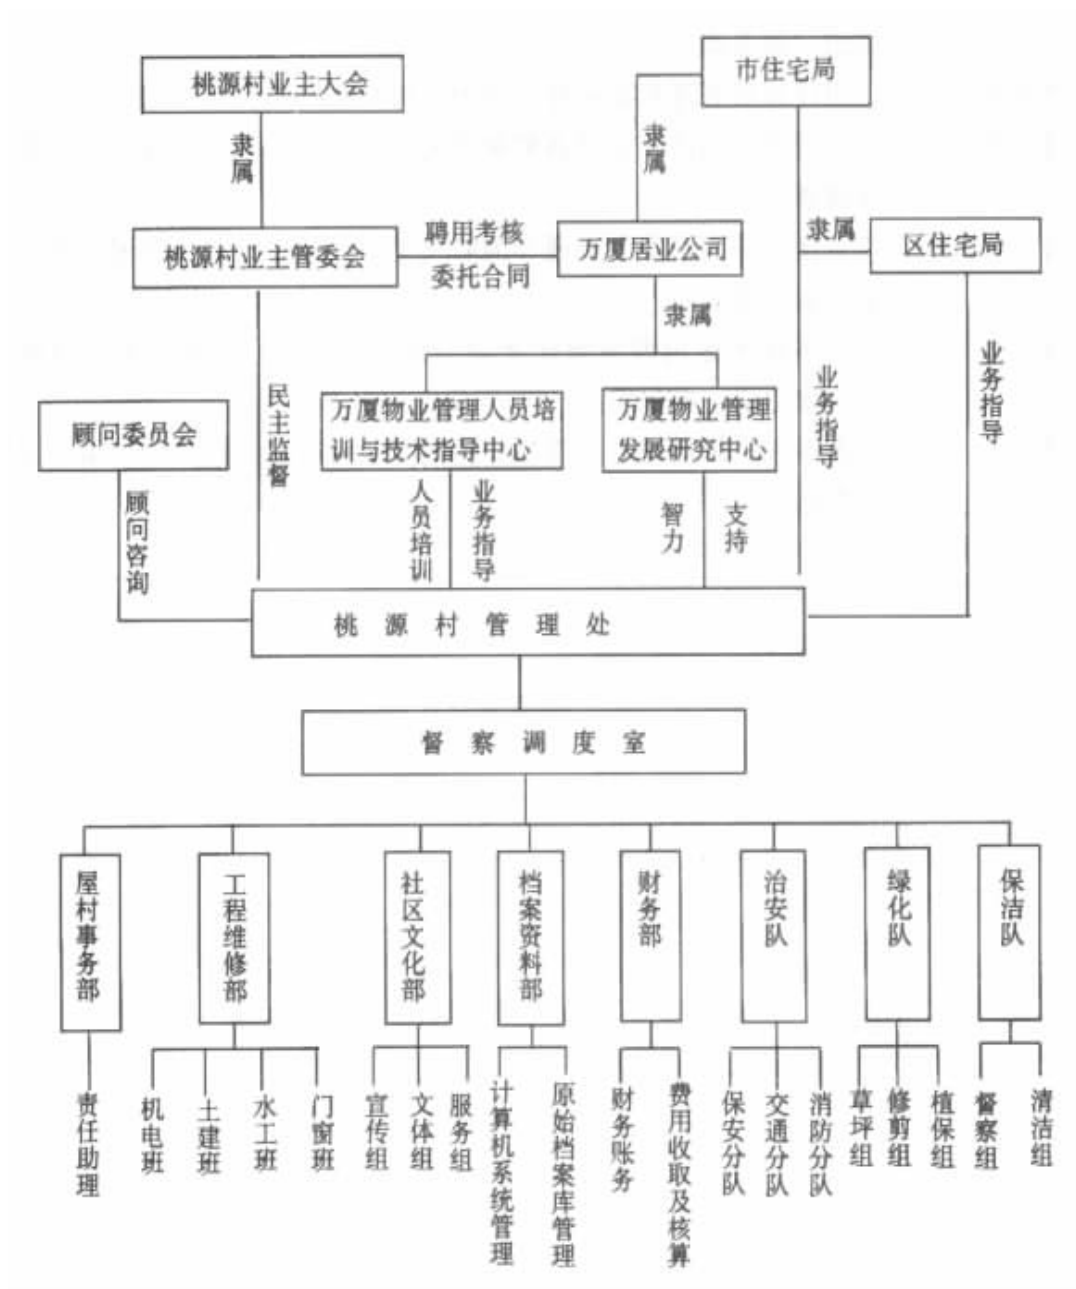 桃源村业主大会
市住宅局
隶属
隶属
桃源村业主管委会
聘用考核
委托合同
万厦居业公司
隶属
区住宅局
隶属
民主监督
业务指导
业务指导
顾问委员会
万厦物业管理人员培
训与技术指导中心
万厦物业管理
发展研究中心
顾问咨询
人员培训
业务指导
智力
支持
桃源村管理处
督察调度室
屋村事务部
工程维修部
社区文化部
档案资料部
财务部
治安队
绿化队
保洁队
责任助理
机电班
土建班
水工班
门窗班
宣传组
文体组
服务组
计算机系统管理
原始档案库管理
财务账务
费用收取及核算
保安分队
交通分队
消防分队
草坪组
修剪组
植保组
督察组
清洁组